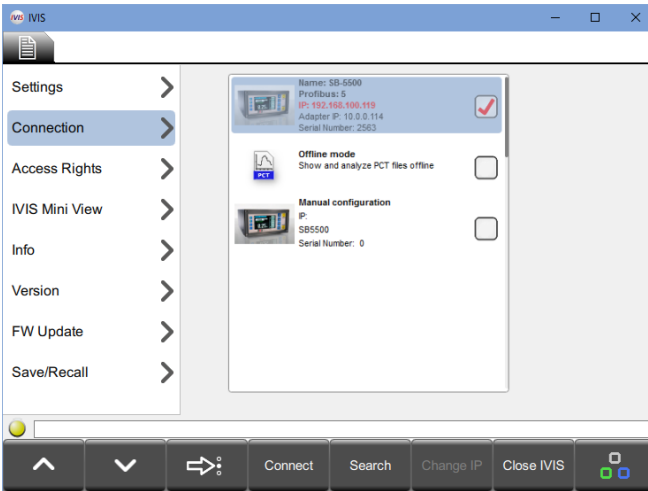 IVIS IVIS
Settings
Connection
Access Rights
IVIS Mini View
Info
Version
FW Update
Save/Recall
Name: SB-5500
Profibus: 5
IP: 192.168.100.119
Adapter IP: 10.0.0.114
Serial Number: 2563
PCT
Offline mode
Show and analyze PCT files offline
Manual configuration
IP:
SB5500
Serial Number: 0
Connect
Search
Change IP
Close IVIS